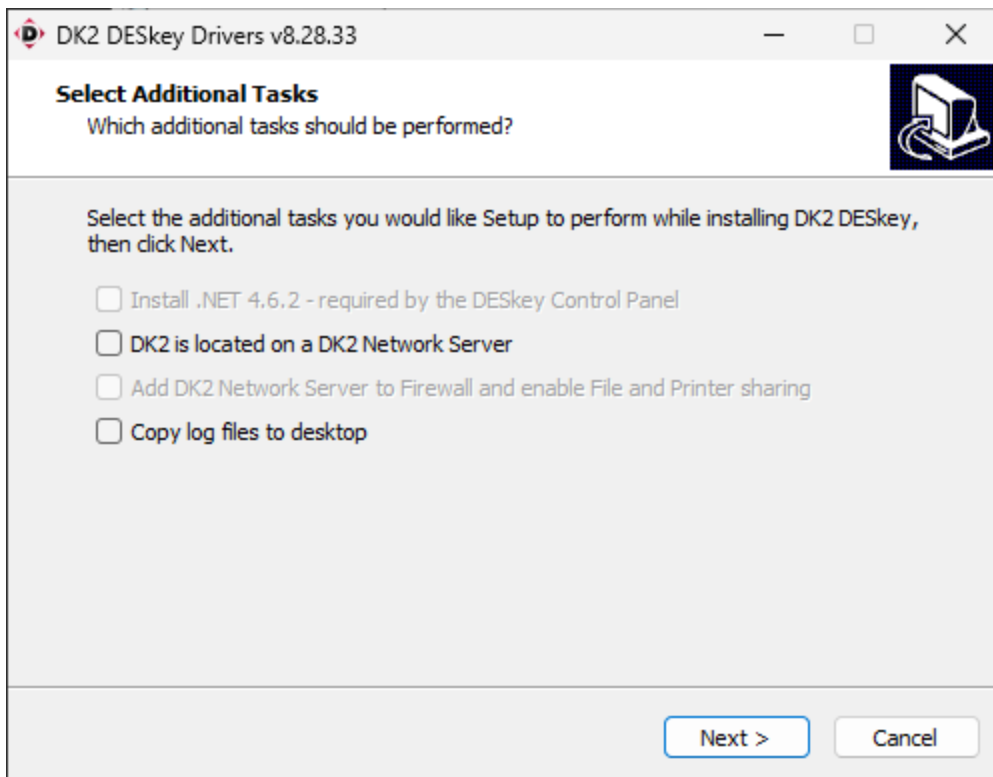 DK2 DESkey Drivers v8.28.33
Select Additional Tasks
Which additional tasks should be performed?
Select the additional tasks you would like Setup to perform while installing DK2 DESkey,
then click Next.
Install .NET 4.6.2 - required by the DESkey Control Panel
DK2 is located on a DK2 Network Server
Add DK2 Network Server to Firewall and enable File and Printer sharing
Copy log files to desktop
Next >
Cancel